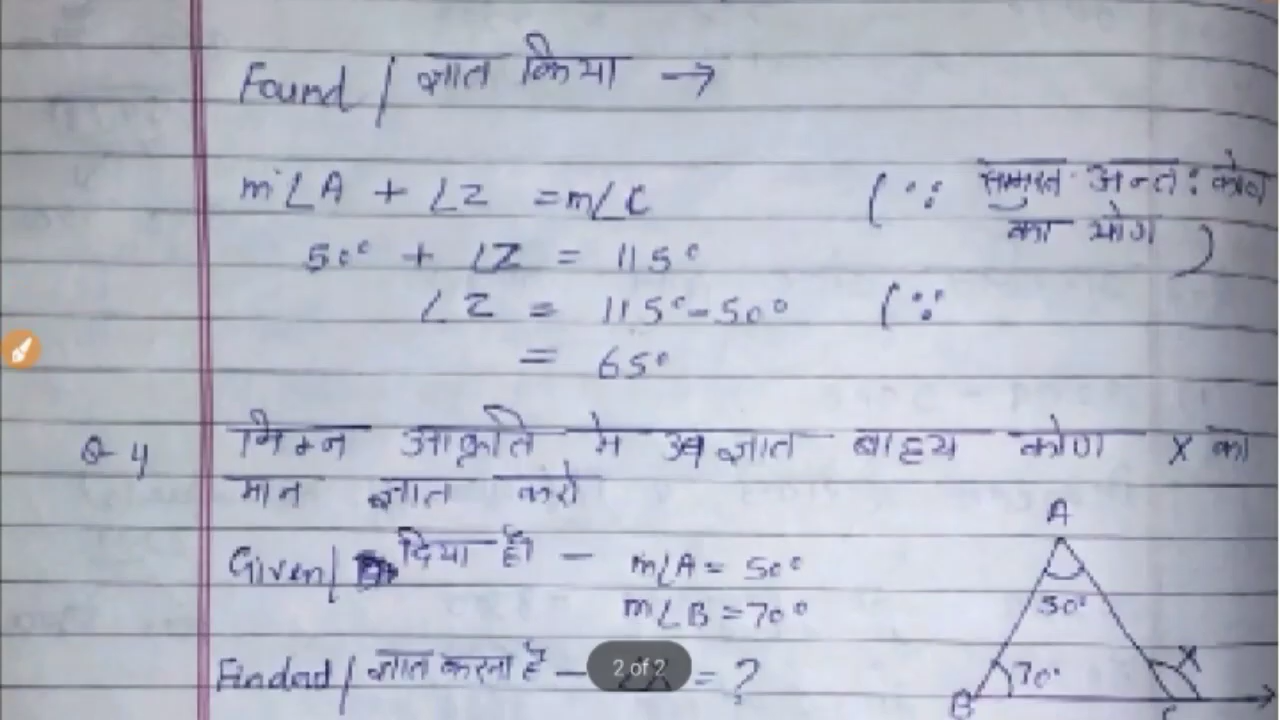 Found / ज्ञात किया →
m∠A + ∠Z = m∠C (∵ सम्मुख अन्त: कोण
का योग )
50° + ∠Z = 115°
∠Z = 115° - 50° (∵
= 65°
Q 4 निम्न आकृति मे अज्ञात बाह्य कोण X का
मान ज्ञात करो
Given / दिया है। - m∠A = 50°
m∠B = 70°
Findad / ज्ञात करना है - = ?
2 of 2
A
50°
70°
X
B
C